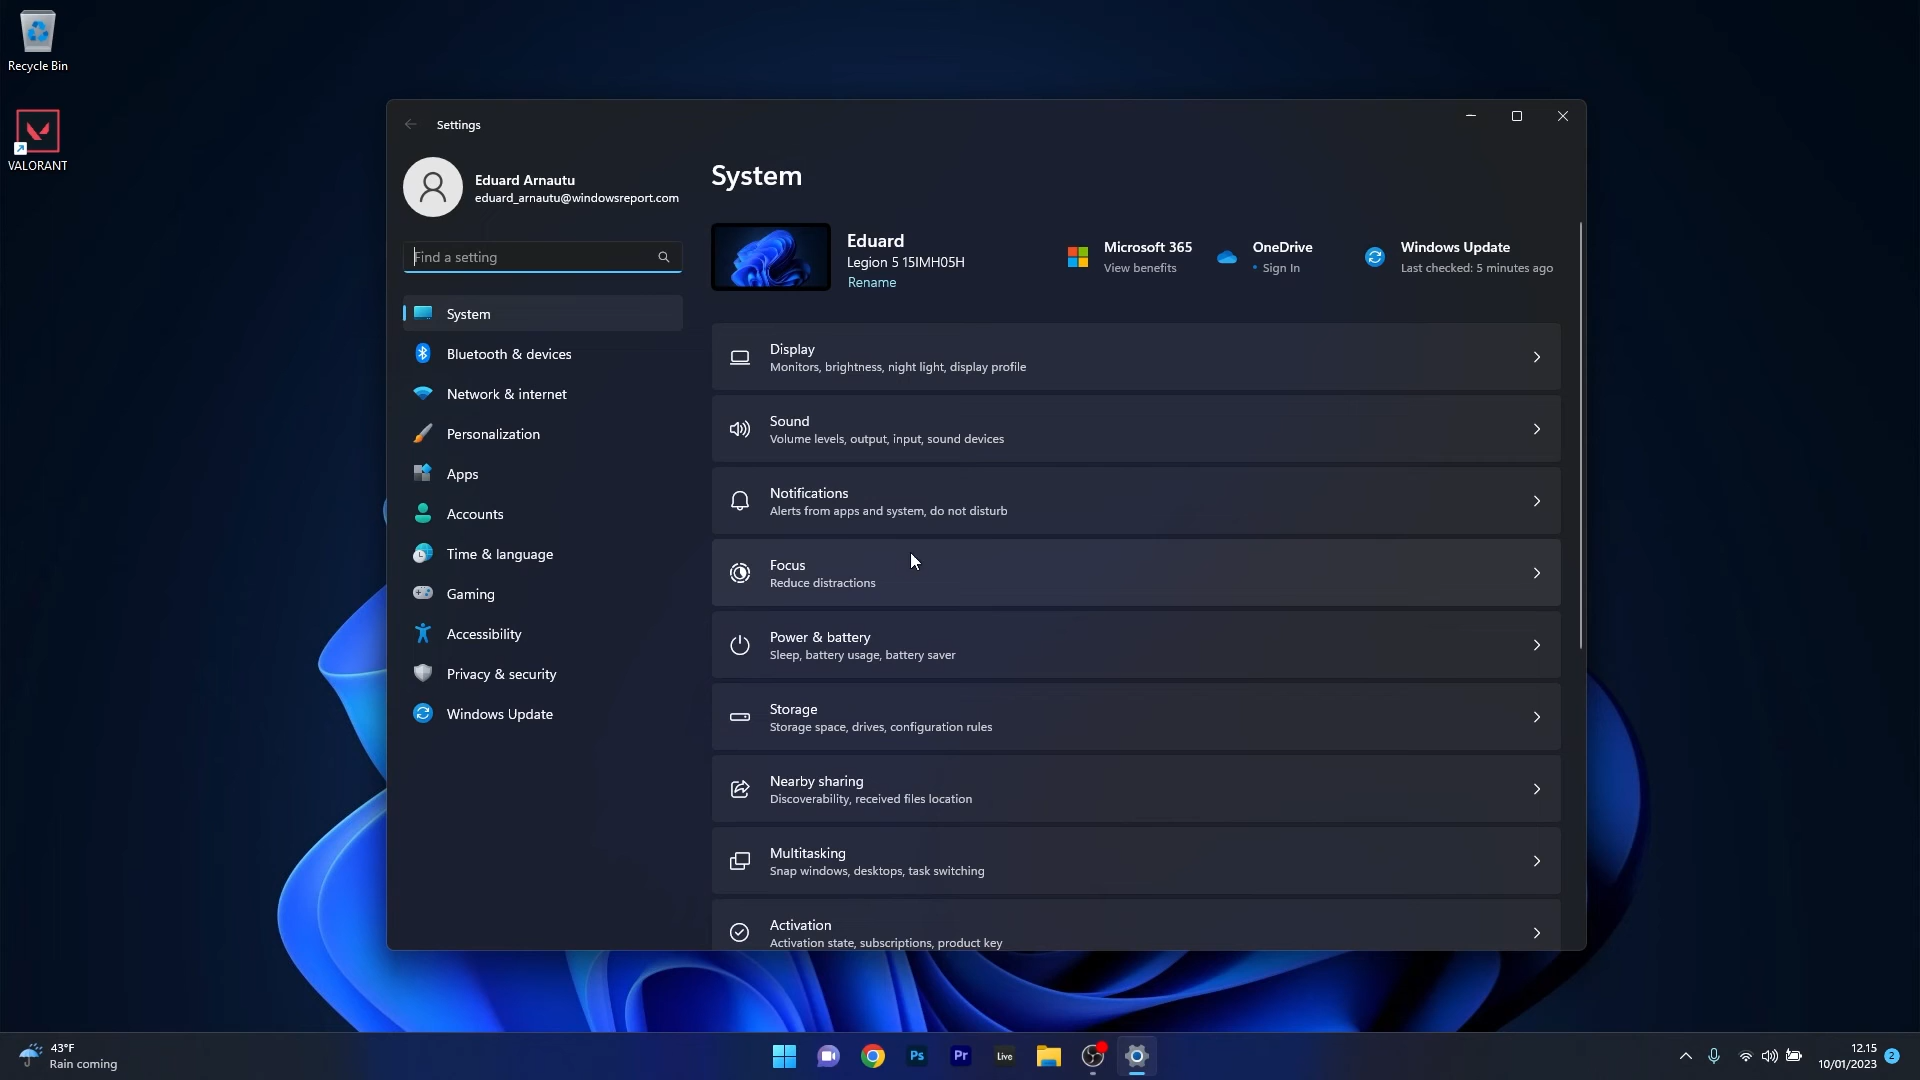 Recycle Bin
VALORANT
Settings
Eduard Arnautu
eduard_arnautu@windowsreport.com
Find a setting
System
Bluetooth & devices
Network & internet
Personalization
Apps
Accounts
Time & language
Gaming
Accessibility
Privacy & security
Windows Update
System
Eduard
Legion 5 15IMH05H
Rename
Microsoft 365
View benefits
OneDrive
• Sign In
Windows Update
Last checked: 5 minutes ago
Display
Monitors, brightness, night light, display profile
Sound
Volume levels, output, input, sound devices
Notifications
Alerts from apps and system, do not disturb
Focus
Reduce distractions
Power & battery
Sleep, battery usage, battery saver
Storage
Storage space, drives, configuration rules
Nearby sharing
Discoverability, received files location
Multitasking
Snap windows, desktops, task switching
Activation
Activation state, subscriptions, product key
43°F
Rain coming
Ps
Pr
Live
12.15
10/01/2023
2